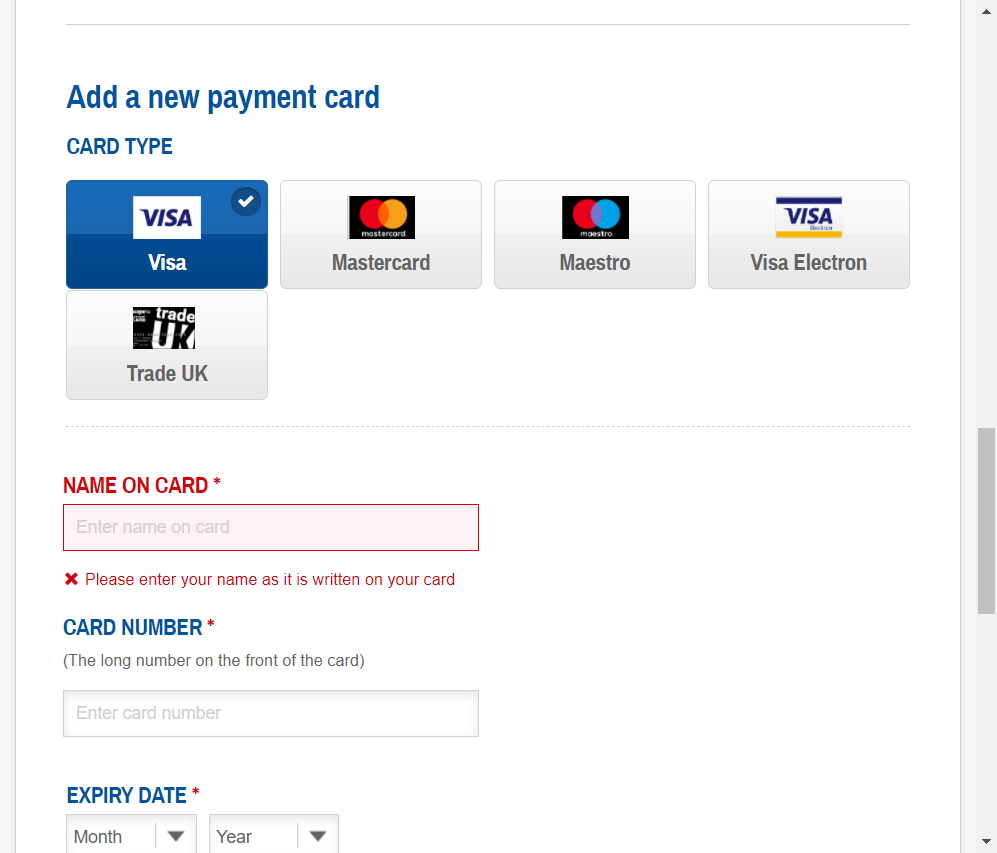 Add a new payment card
CARD TYPE
VISA
Visa
mastercard.
Mastercard
maestro.
Maestro
VISA
Electron
Visa Electron
trade
UK
Trade UK
NAME ON CARD *
Enter name on card
Please enter your name as it is written on your card
CARD NUMBER *
(The long number on the front of the card)
Enter card number
EXPIRY DATE *
Month
Year